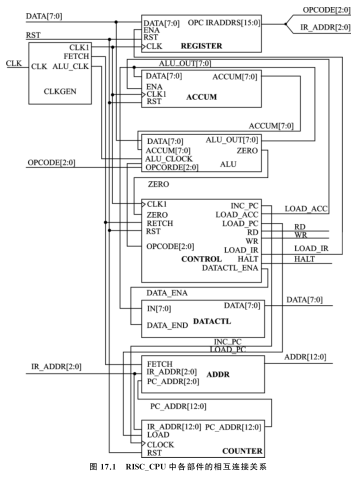 OPCODE[2:0]
DATA[7:0]
DATA[7:0] OPC IRADDRS[15:0]
ENA
IR_ADDR[2:0]
RST
RST
REGISTER
CLK1
CLK
FETCH
ALU_CLK
ALU_OUT[7:0]
CLK
CLK
CLKGEN
DATA[7:0]
ACCUM[7:0]
ENA
CLK1
RST
ACCUM
ACCUM[7:0]
DATA[7:0]
ALU_OUT[7:0]
ACCUM[7:0]
ZERO
ALU_CLOCK
OPCODE[2:0]
OPCORDE[2:0]
ALU
ZERO
CLK1
INC_PC
ZERO
LOAD_ACC
LOAD_ACC
RETCH
LOAD_PC
RST
RD
RD
WR
WR
OPCODE[2:0]
LOAD_IR
LOAD_IR
HALT
HALT
CONTROL
DATACTL_ENA
DATA_ENA
IN[7:0]
DATA[7:0]
DATA[7:0]
DATA_END
DATACTL
INC_PC
LOAD_PC
FETCH
ADDR[12:0]
IR_ADDR[2:0]
IR_ADDR[2:0]
PC_ADDR[2:0]
ADDR
PC_ADDR[12:0]
IR_ADDR[12:0]
PC_ADDR[12:0]
LOAD
CLOCK
RST
COUNTER
图 17.1 RISC_CPU 中各部件的相互连接关系